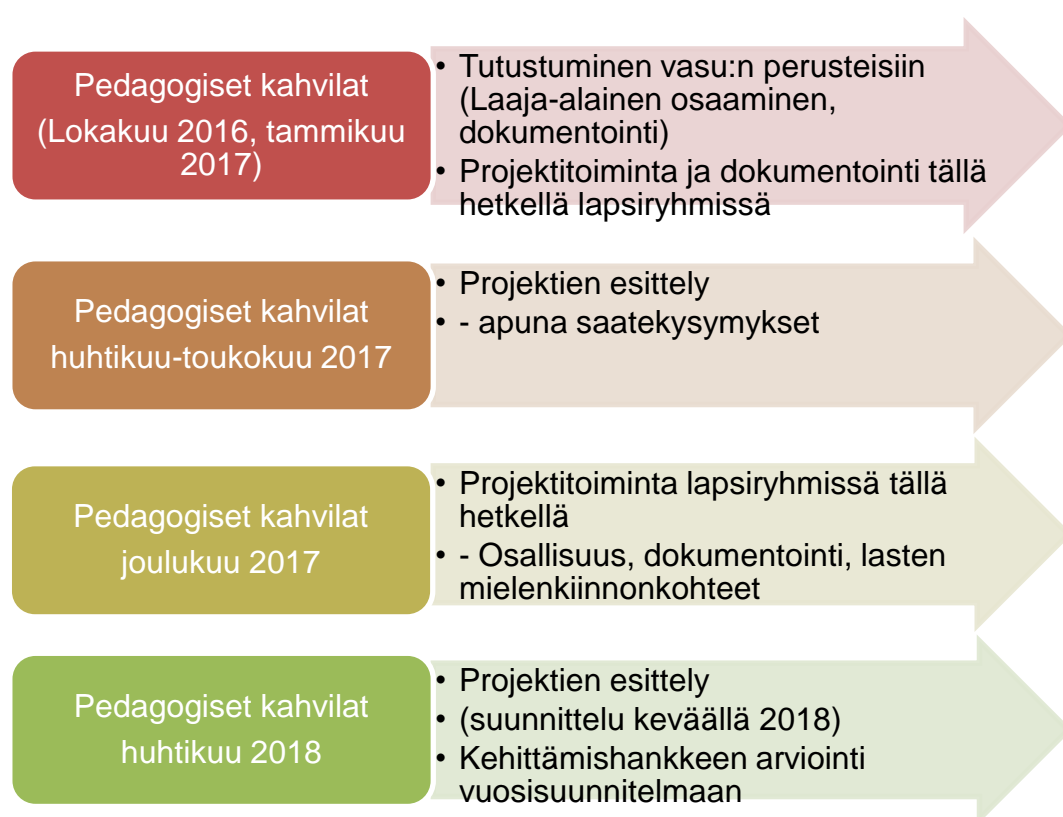 Pedagogiset kahvilat
(Lokakuu 2016, tammikuu
2017)
• Tutustuminen vasu:n perusteisiin
(Laaja-alainen osaaminen,
dokumentointi)
• Projektitoiminta ja dokumentointi tällä
hetkellä lapsiryhmissä
Pedagogiset kahvilat
huhtikuu-toukokuu 2017
• Projektien esittely
• - apuna saatekysymykset
Pedagogiset kahvilat
joulukuu 2017
• Projektitoiminta lapsiryhmissä tällä
hetkellä
• - Osallisuus, dokumentointi, lasten
mielenkiinnonkohteet
Pedagogiset kahvilat
huhtikuu 2018
• Projektien esittely
• (suunnittelu keväällä 2018)
• Kehittämishankkeen arviointi
vuosisuunnitelmaan